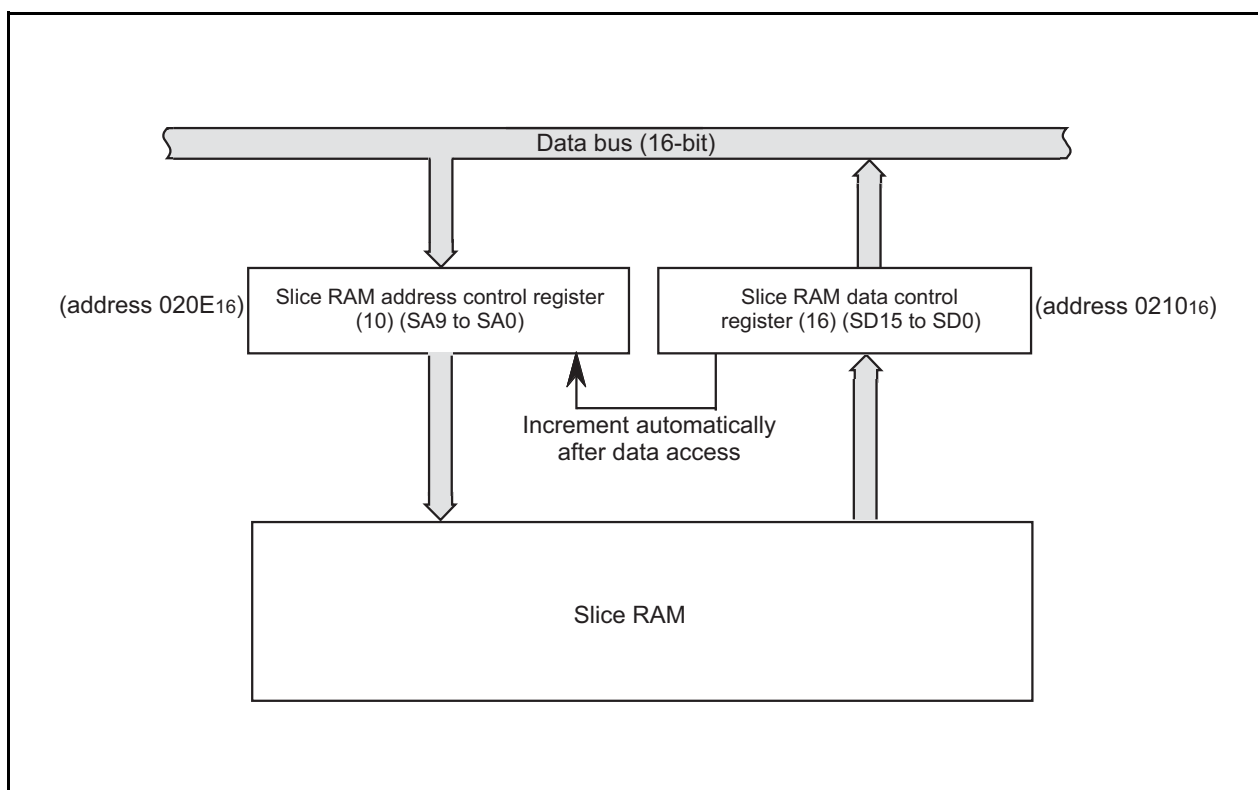 Data bus (16-bit)
(address 020E16)
Slice RAM address control register
(10) (SA9 to SA0)
Slice RAM data control
register (16) (SD15 to SD0)
(address 021016)
Increment automatically
after data access
Slice RAM